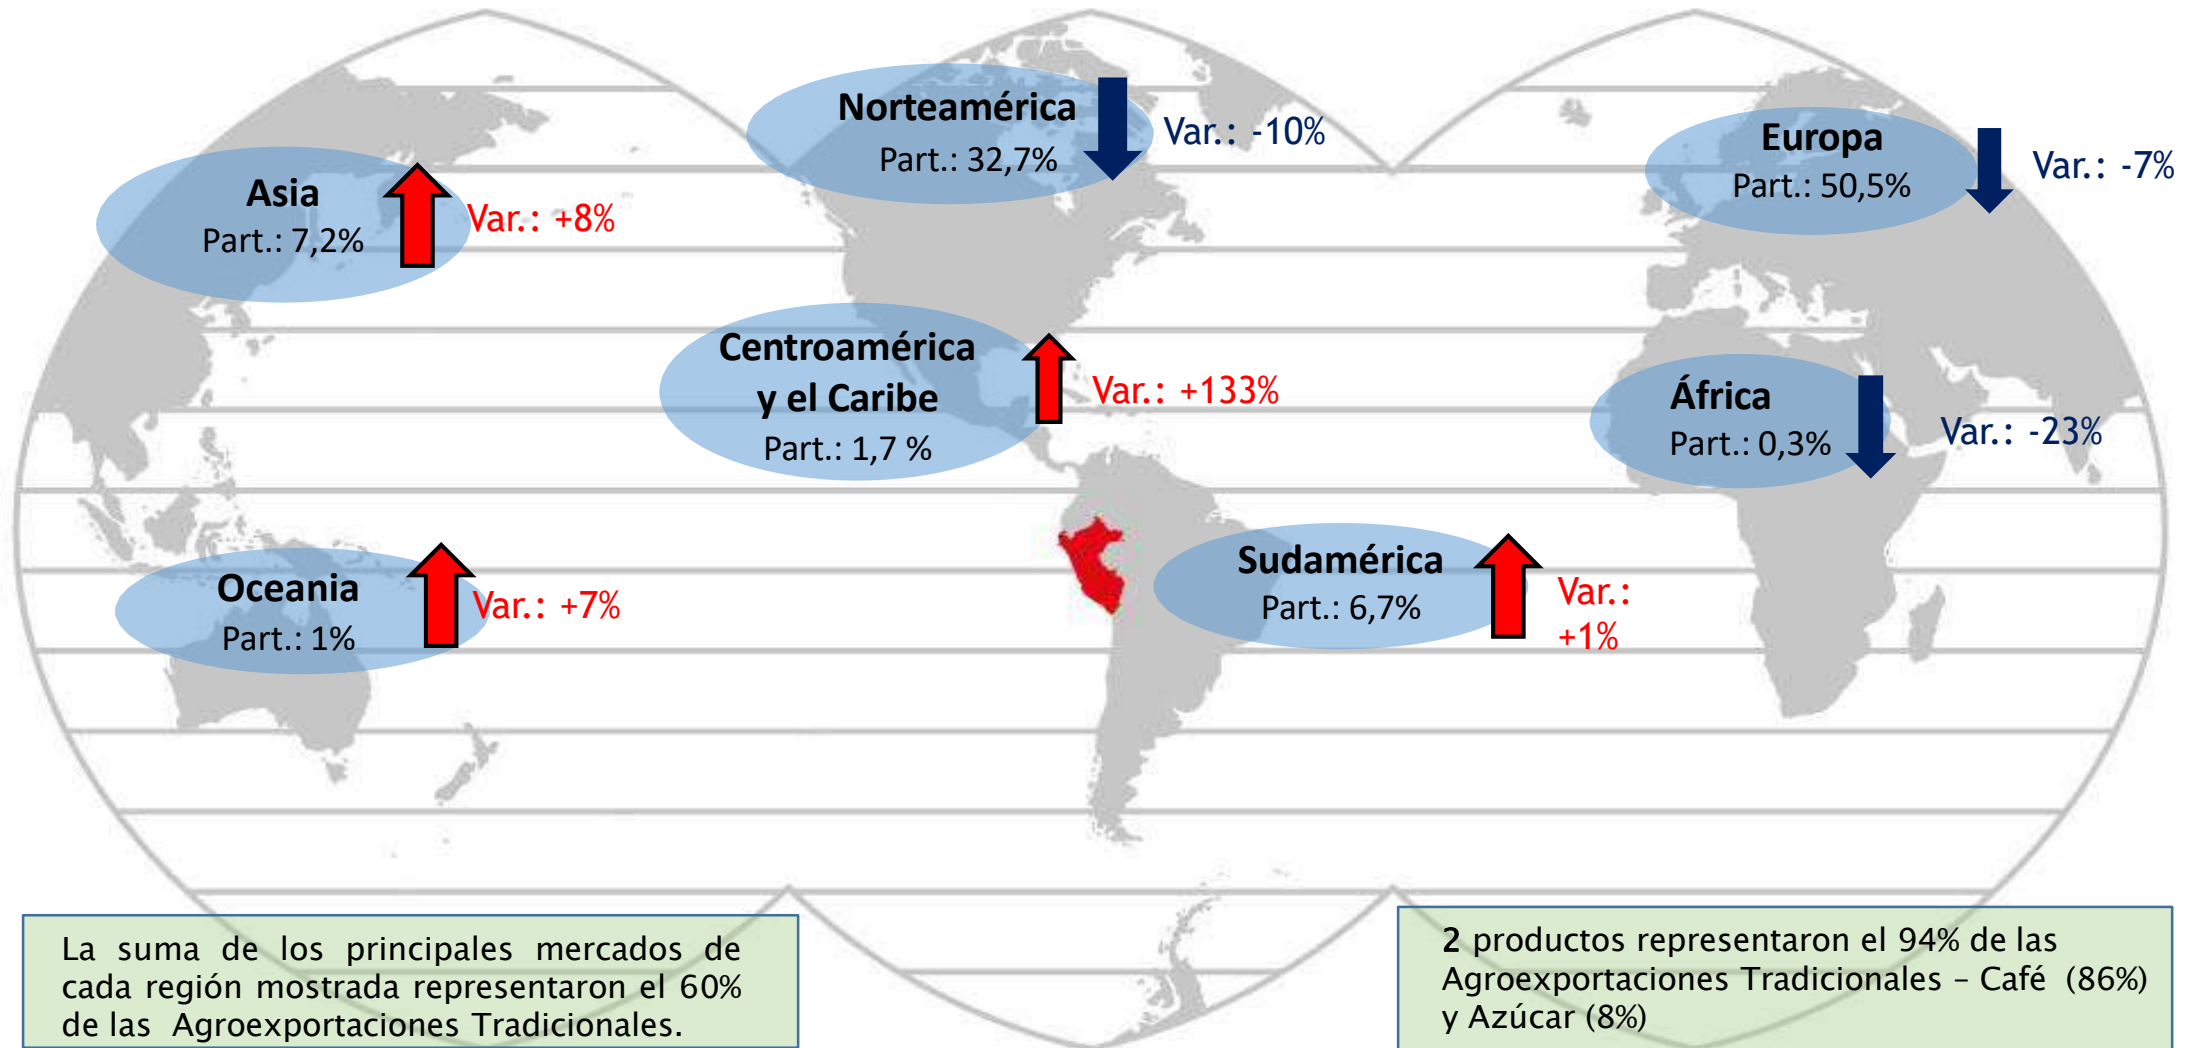 Norteamérica
Part.: 32,7%
Var.: -10%
Europa
Part.: 50,5%
Var.: -7%
Asia
Part.: 7,2%
Var.: +8%
Centroamérica
y el Caribe
Part.: 1,7 %
Var.: +133%
África
Part.: 0,3%
Var.: -23%
Oceania
Part.: 1%
Var.: +7%
Sudamérica
Part.: 6,7%
Var.:
+1%
La suma de los principales mercados de
cada región mostrada representaron el 60%
de las Agroexportaciones Tradicionales.
2 productos representaron el 94% de las
Agroexportaciones Tradicionales – Café (86%)
y Azúcar (8%)